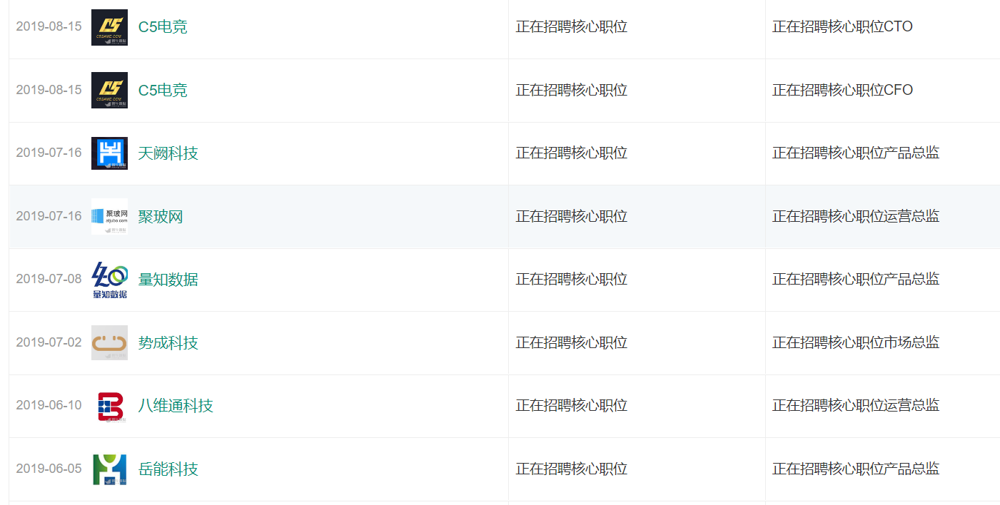 2019-08-15 C5电竞 正在招聘核心职位 正在招聘核心职位CTO
C5GAME.COM
2019-08-15 C5电竞 正在招聘核心职位 正在招聘核心职位CFO
C5GAME.COM
2019-07-16 天阙科技 正在招聘核心职位 正在招聘核心职位产品总监
2019-07-16 聚玻网 正在招聘核心职位 正在招聘核心职位运营总监
聚玻网
atjubo.com
2019-07-08 量知数据 正在招聘核心职位 正在招聘核心职位产品总监
量知数据
2019-07-02 势成科技 正在招聘核心职位 正在招聘核心职位市场总监
2019-06-10 八维通科技 正在招聘核心职位 正在招聘核心职位运营总监
2019-06-05 岳能科技 正在招聘核心职位 正在招聘核心职位产品总监